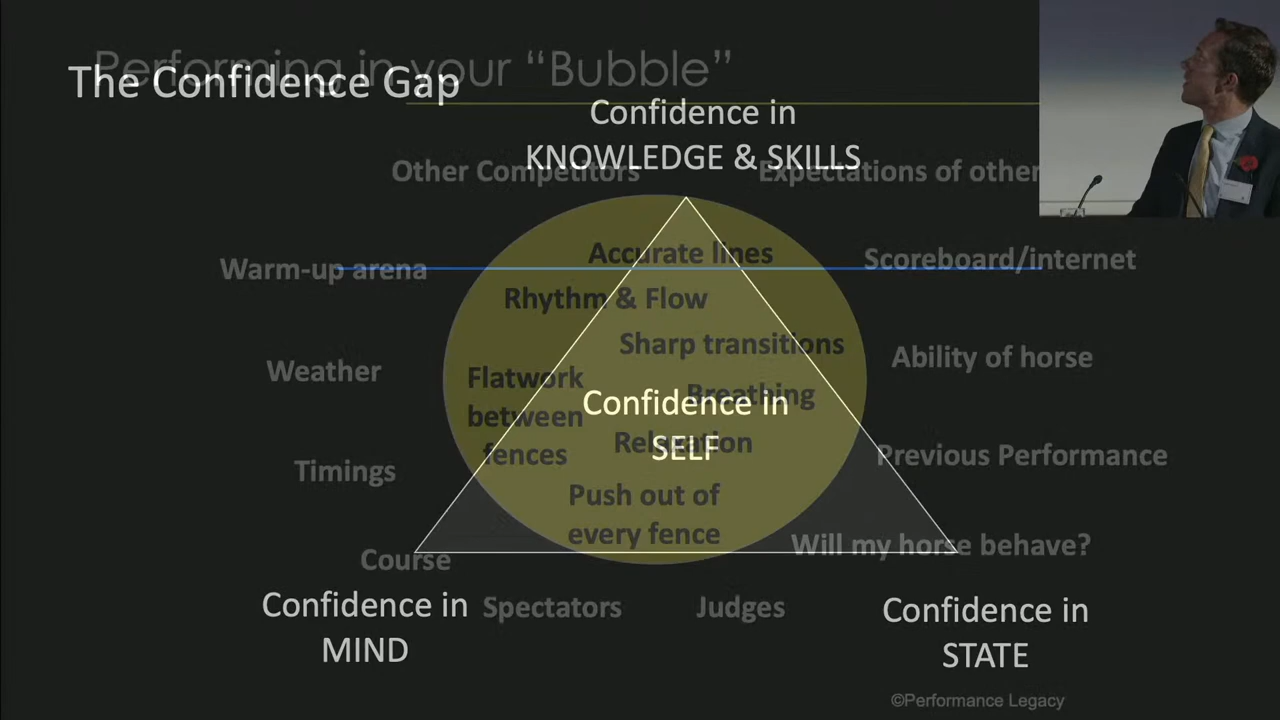 Performing in your “Bubble”
The Confidence Gap
Confidence in
KNOWLEDGE & SKILLS
Other Competitors
Expectations of other
Accurate lines
Warm-up arena
Scoreboard/internet
Rhythm & Flow
Sharp transitions
Weather
Ability of horse
Flatwork
between
fences
Breathing
Confidence in
SELF
Relaxation
Timings
Previous Performance
Push out of
every fence
Course
Will my horse behave?
Confidence in
MIND
Spectators
Judges
Confidence in
STATE
©Performance Legacy